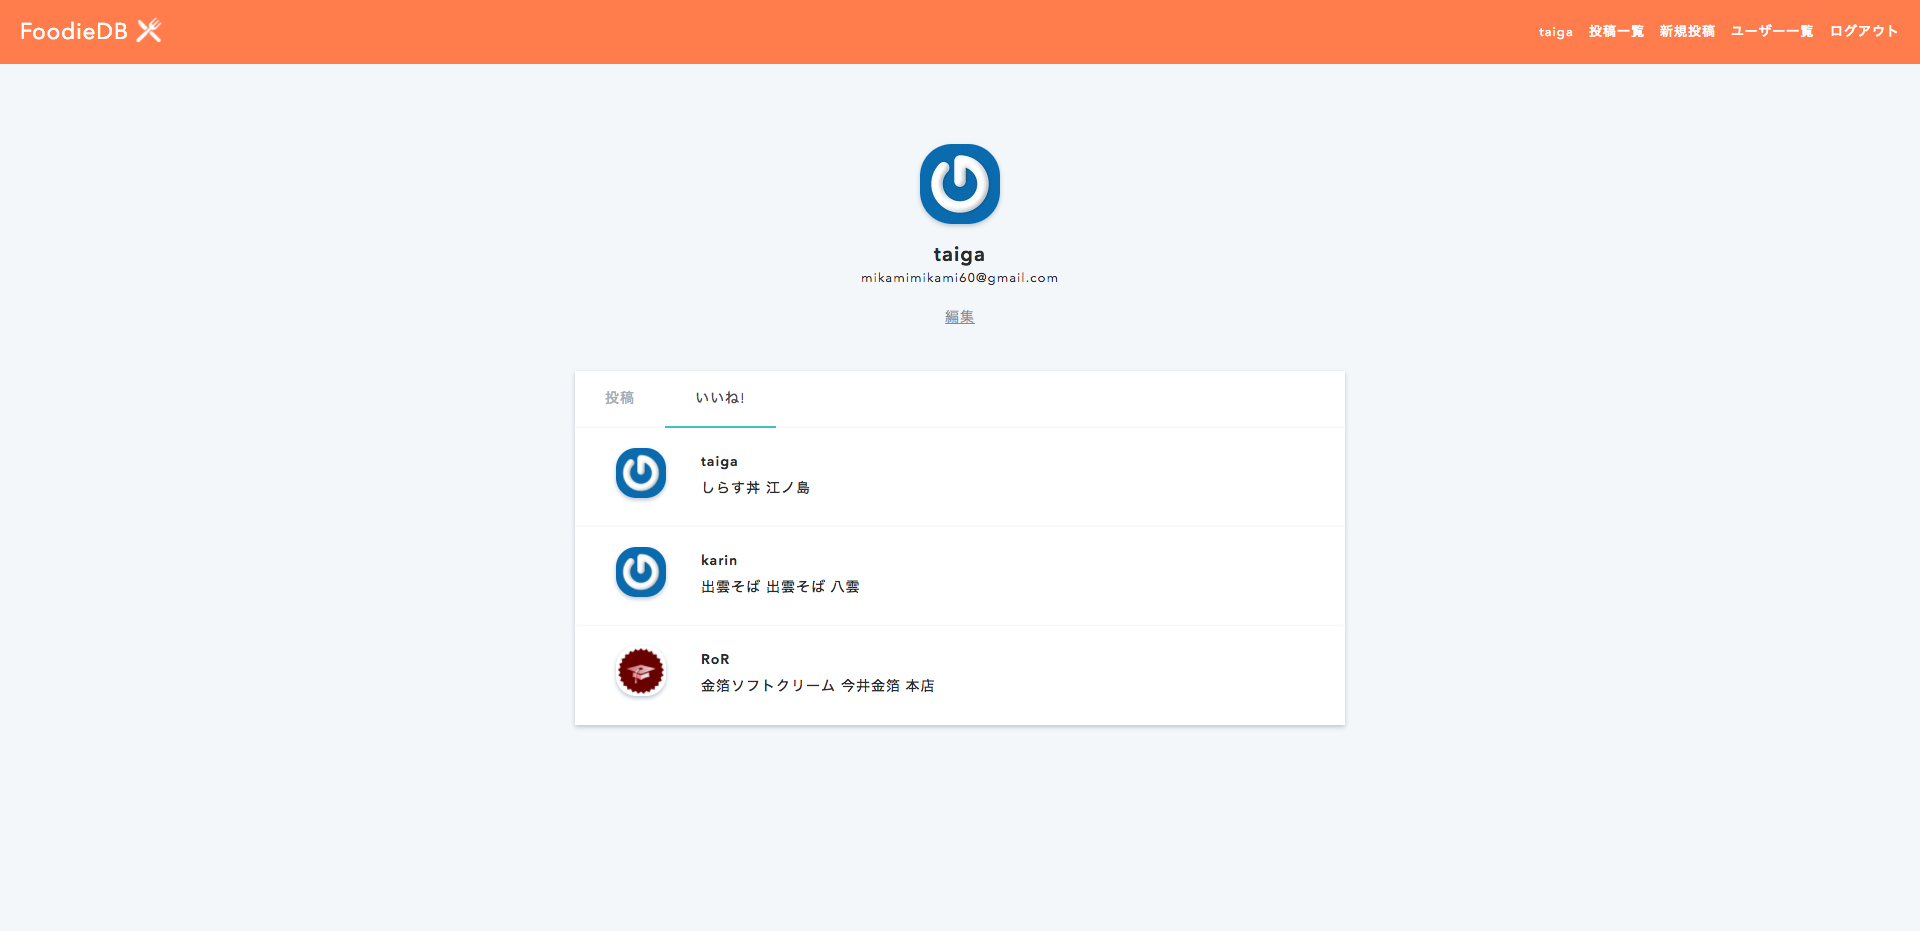 FoodieDB
taiga 投稿一覧 新規投稿 ユーザー一覧 ログアウト
taiga
mikamimikami60@gmail.com
編集
投稿 いいね!
taiga
しらす丼 江ノ島
karin
出雲そば 出雲そば 八雲
RoR
金箔ソフトクリーム 今井金箔 本店